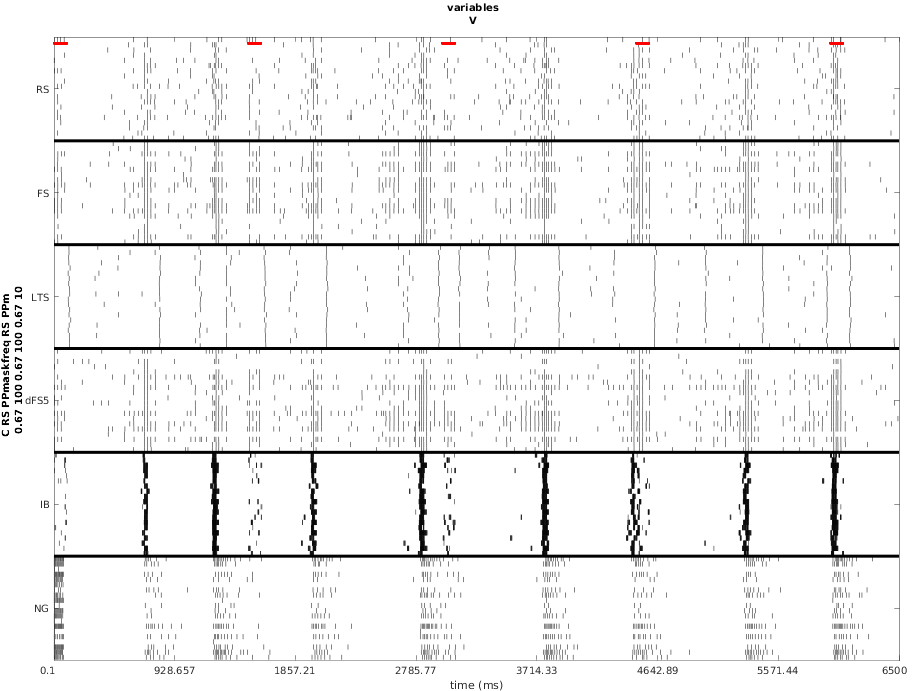 variables
V
RS
FS
LTS
dFS5
IB
NG
C RS PPmaskfreq RS PPm
0.67 100 0.67 100 0.67 10
0.1 928.657 1857.21 2785.77 3714.33 4642.89 5571.44 6500
time (ms)